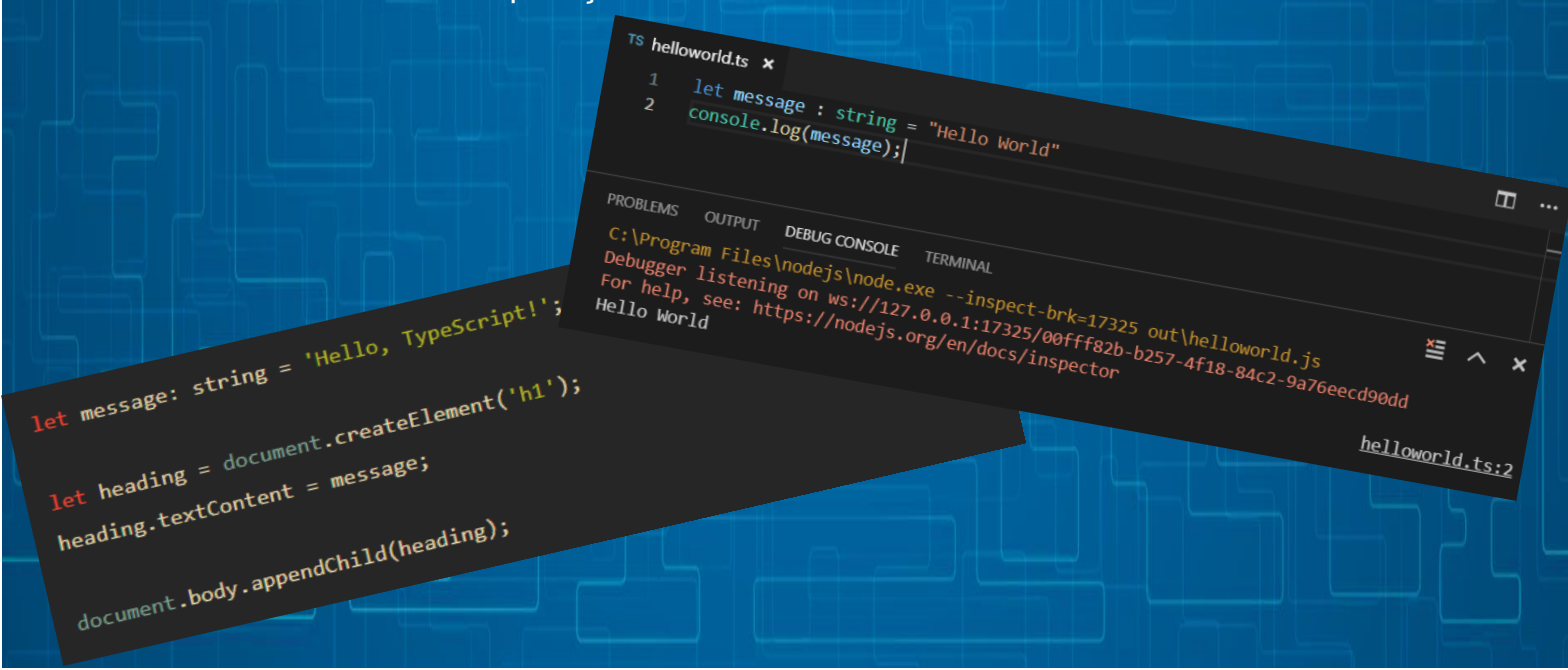 TS helloworld.ts ×
1 let message : string = "Hello World"
2 console.log(message);
PROBLEMS OUTPUT DEBUG CONSOLE TERMINAL
C:\Program Files\nodejs\node.exe --inspect-brk=17325 out\helloworld.js
Debugger listening on ws://127.0.0.1:17325/00fff82b-b257-4f18-84c2-9a76eecd90dd
For help, see: https://nodejs.org/en/docs/inspector
Hello World
helloworld.ts:2
let message: string = 'Hello, TypeScript!';
let heading = document.createElement('h1');
heading.textContent = message;
document.body.appendChild(heading);